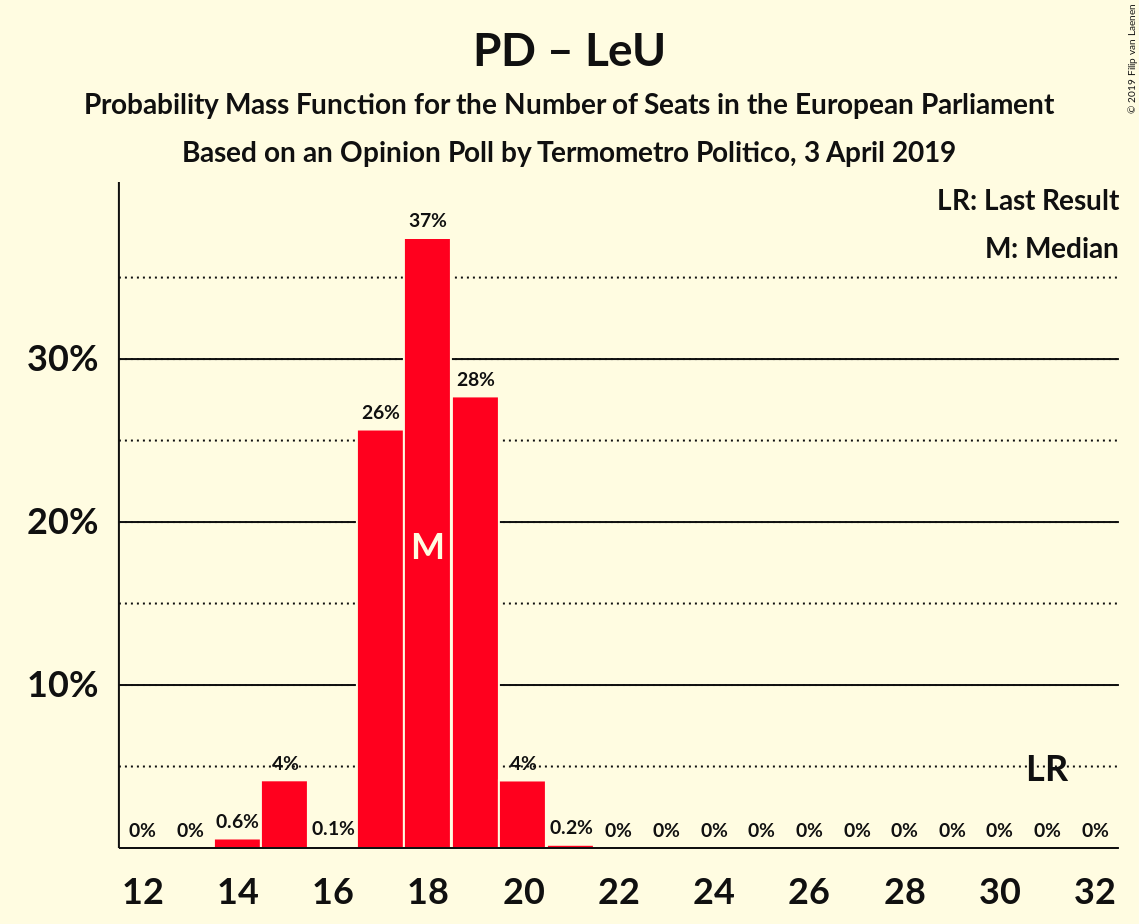 PD – LeU
Probability Mass Function for the Number of Seats in the European Parliament
Based on an Opinion Poll by Termometro Politico, 3 April 2019
© 2019 Filip van Laenen
LR: Last Result
M: Median
37%
30%
28%
26%
20%
M
10%
LR
0% 0% 0.6% 4% 0.1% 4% 0.2% 0% 0% 0% 0% 0% 0% 0% 0% 0% 0% 0%
12 14 16 18 20 22 24 26 28 30 32